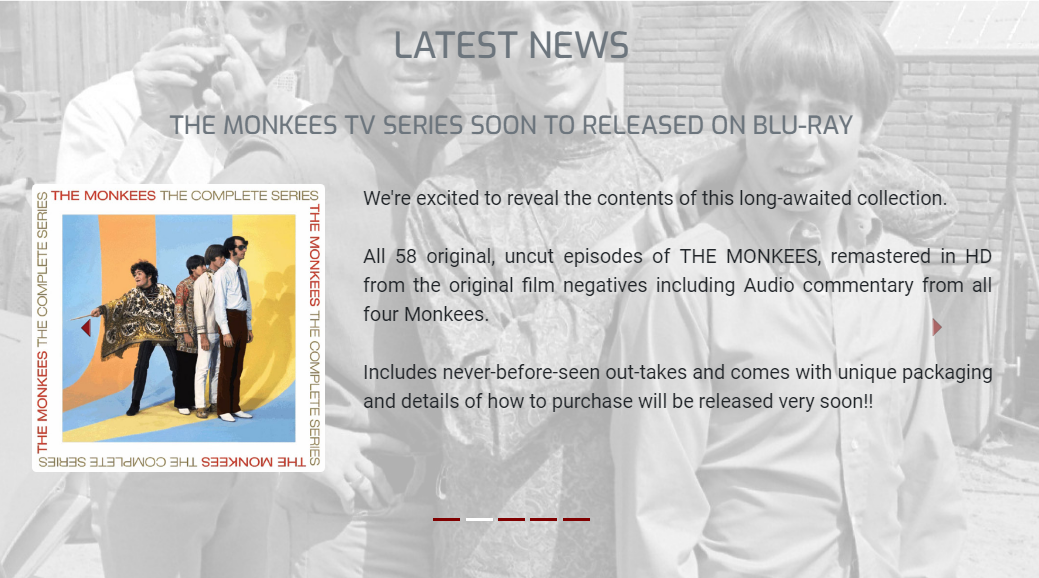 LATEST NEWS
THE MONKEES TV SERIES SOON TO RELEASED ON BLU-RAY
THE MONKEES THE COMPLETE SERIES
THE MONKEES THE COMPLETE SERIES
THE MONKEES THE COMPLETE SERIES
THE MONKEES THE COMPLETE SERIES
We're excited to reveal the contents of this long-awaited collection.
All 58 original, uncut episodes of THE MONKEES, remastered in HD
from the original film negatives including Audio commentary from all
four Monkees.
Includes never-before-seen out-takes and comes with unique packaging
and details of how to purchase will be released very soon!!